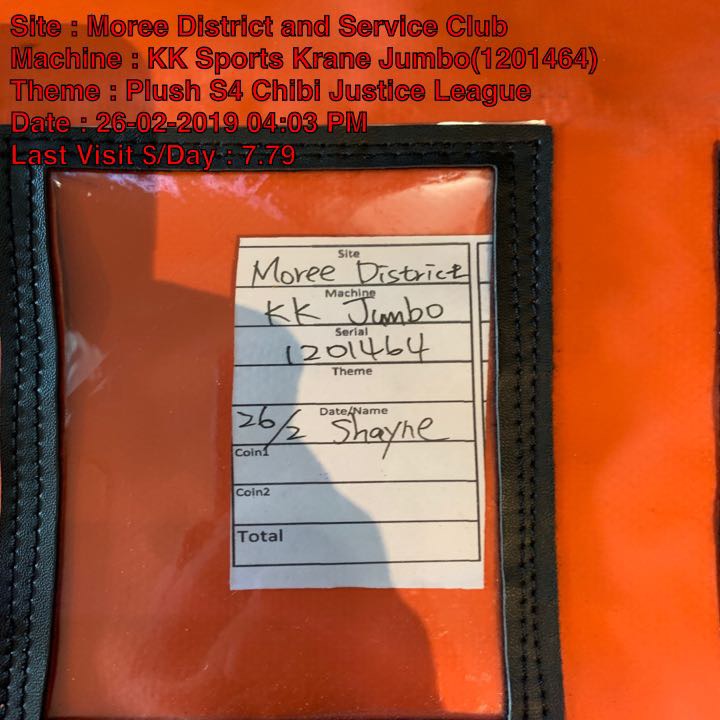 Site : Moree District and Service Club
Machine : KK Sports Krane Jumbo(1201464)
Theme : Plush S4 Chibi Justice League
Date : 26-02-2019 04:03 PM
Last Visit $/Day : 7.79
Site
Moree District
Machine
KK Jumbo
Serial
1201464
Theme
Date/Name
26/2 Shayne
Coin1
Coin2
Total